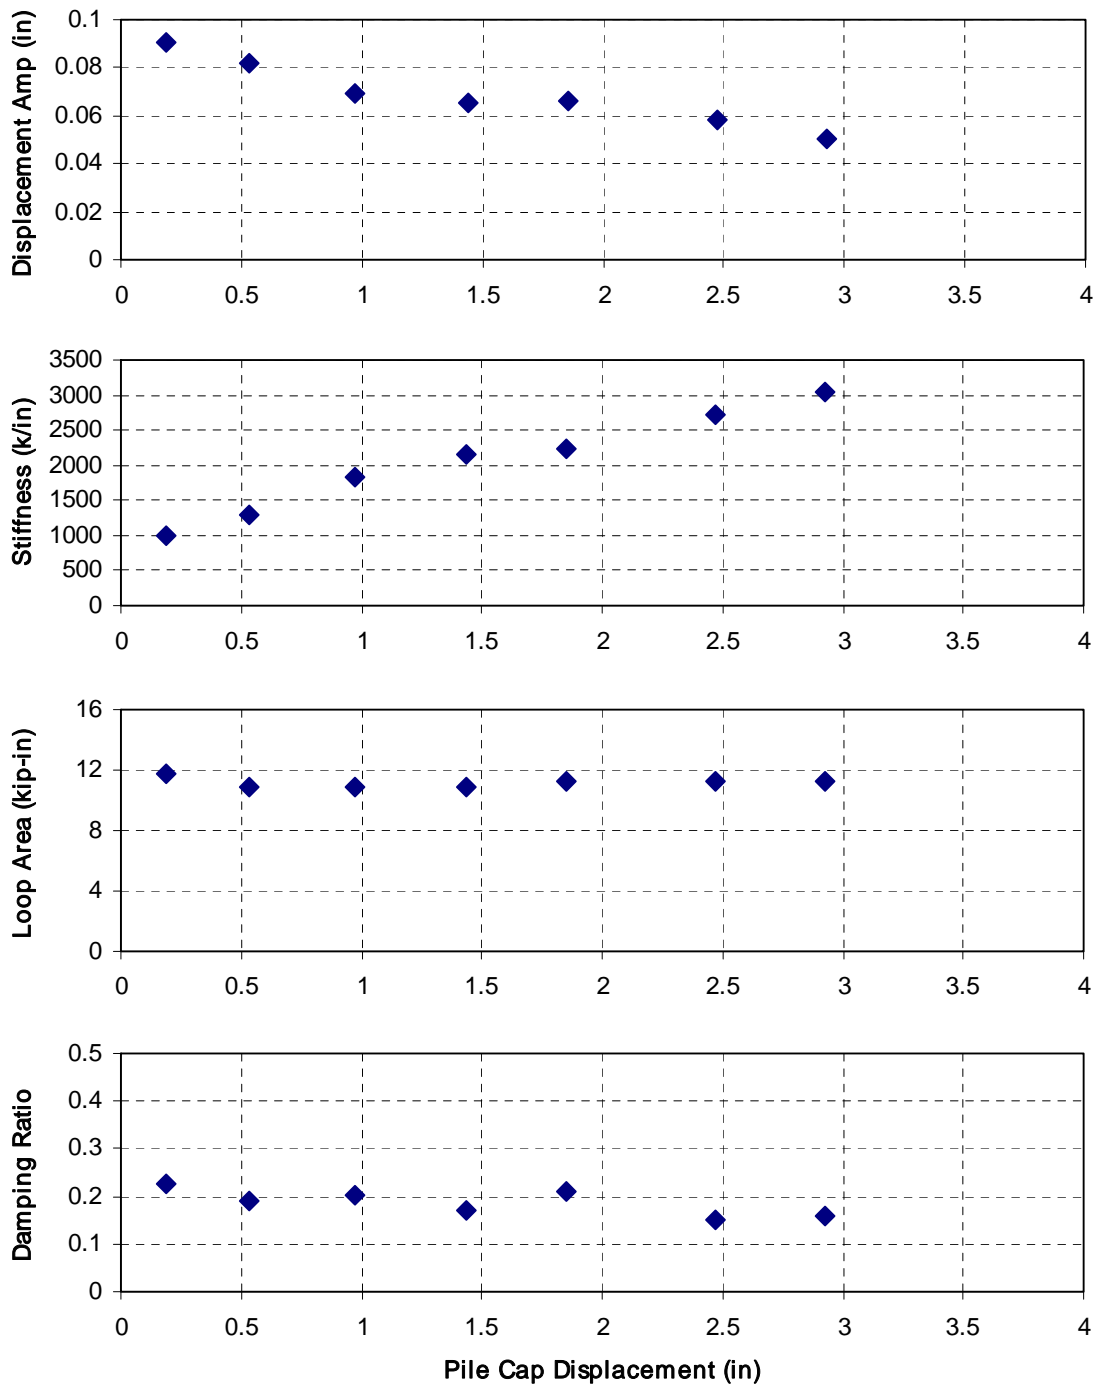 Displacement Amp (in)
0.1
0.08
0.06
0.04
0.02
0
0 0.5 1 1.5 2 2.5 3 3.5 4
Stiffness (k/in)
3500
3000
2500
2000
1500
1000
500
0
0 0.5 1 1.5 2 2.5 3 3.5 4
Loop Area (kip-in)
16
12
8
4
0
0 0.5 1 1.5 2 2.5 3 3.5 4
Damping Ratio
0.5
0.4
0.3
0.2
0.1
0
0 0.5 1 1.5 2 2.5 3 3.5 4
Pile Cap Displacement (in)